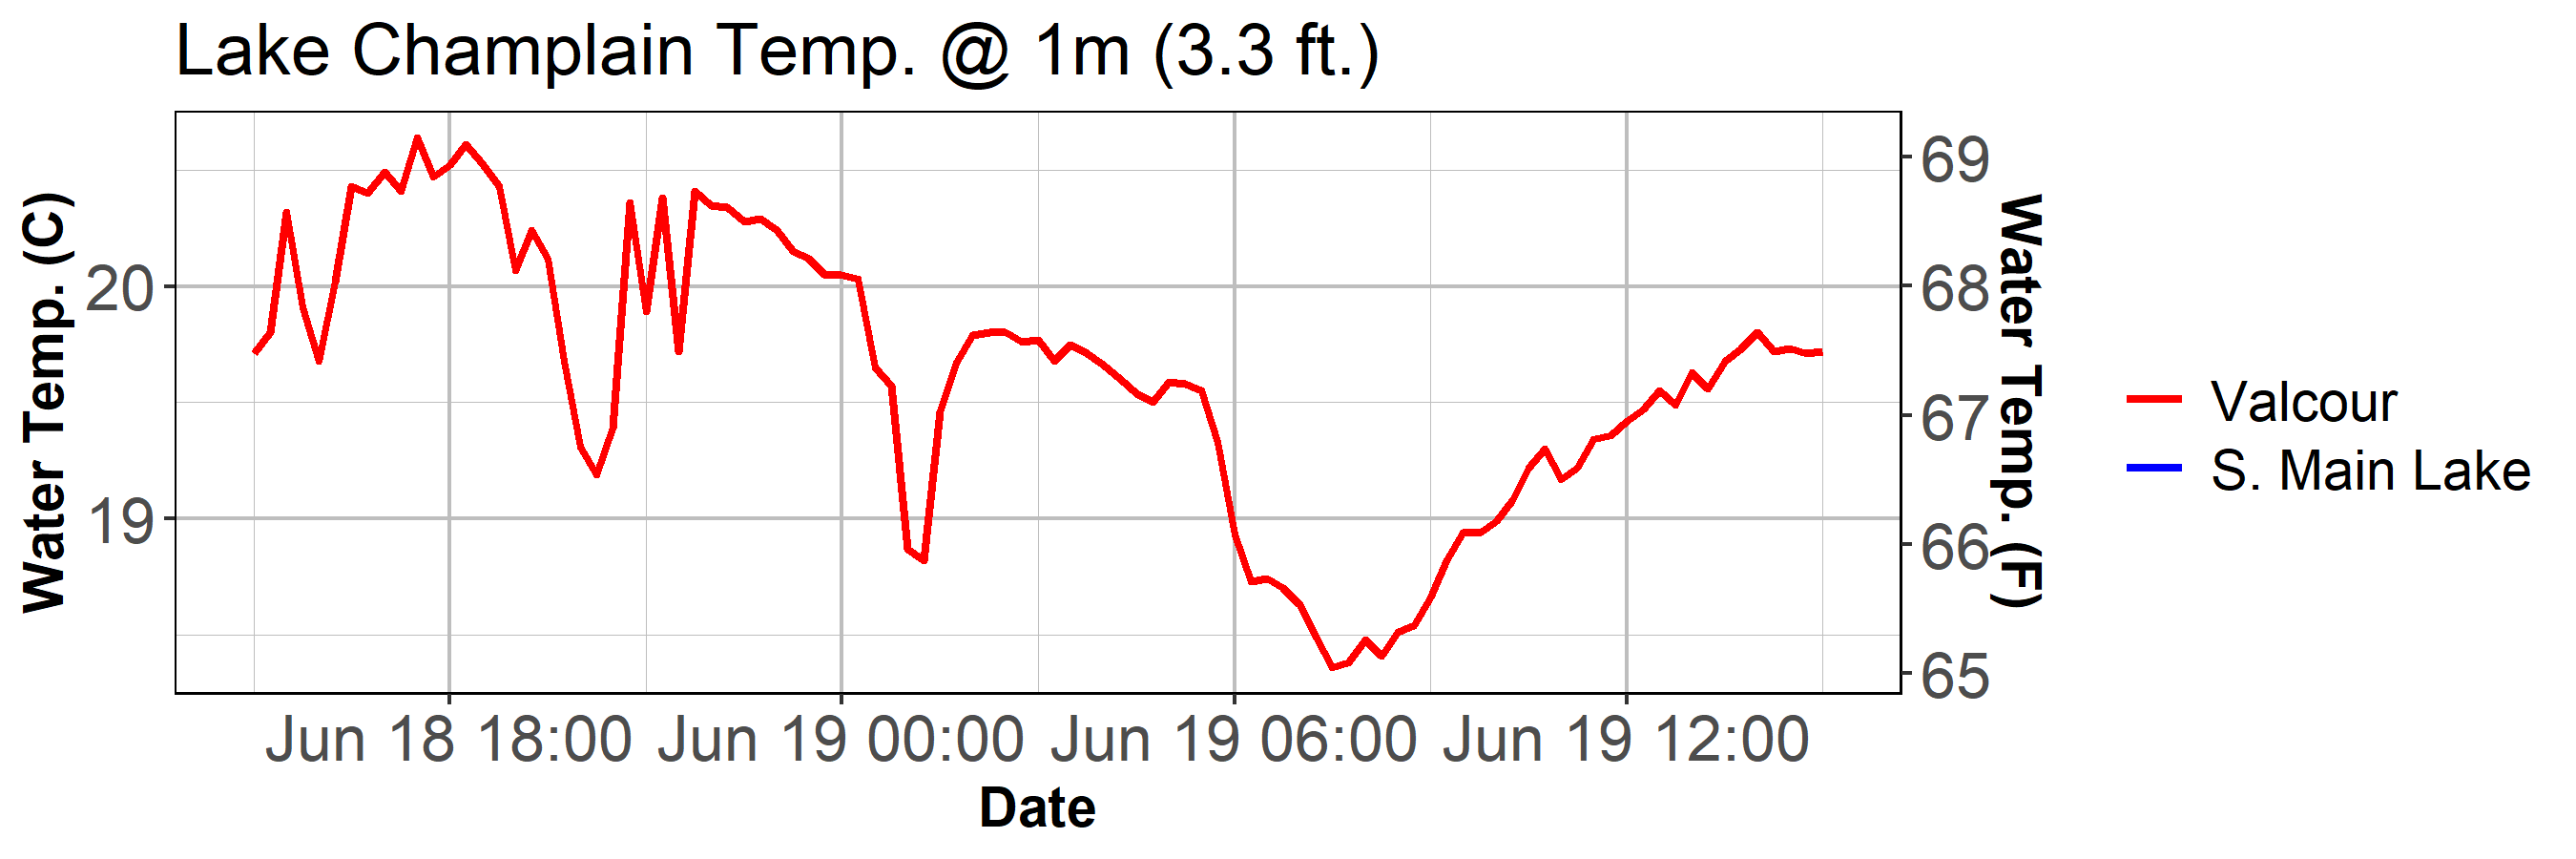 Lake Champlain Temp. @ 1m (3.3 ft.)
Water Temp. (C)
20
19
69
68
67
66
65
Water Temp. (F)
Jun 18 18:00 Jun 19 00:00 Jun 19 06:00 Jun 19 12:00
Date
Valcour
S. Main Lake